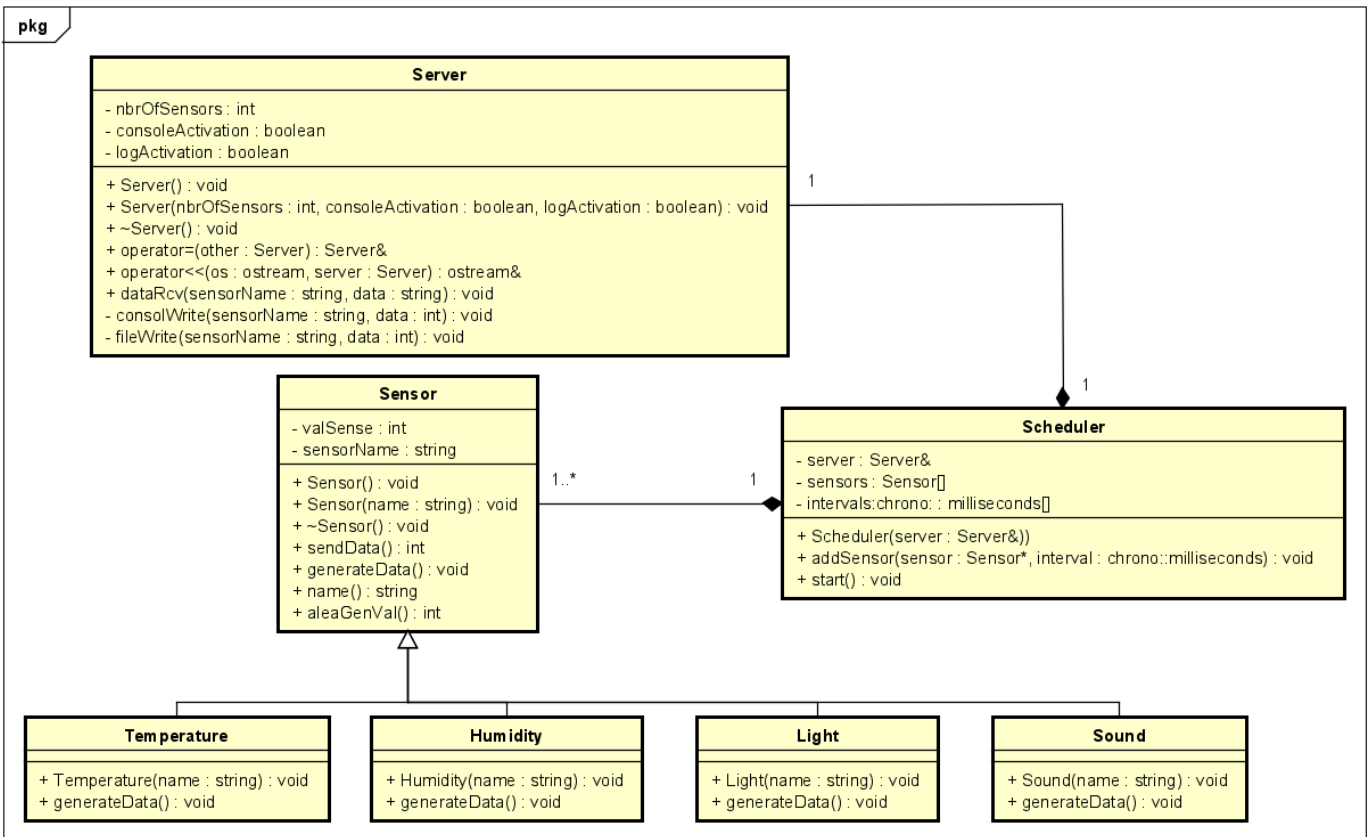 pkg
Server
- nbrOfSensors : int
- consoleActivation : boolean
- logActivation : boolean
+ Server() : void
+ Server(nbrOfSensors : int, consoleActivation : boolean, logActivation : boolean) : void
+ ~Server() : void
+ operator=(other : Server) : Server&
+ operator<<(os : ostream, server : Server) : ostream&
+ dataRcv(sensorName : string, data : string) : void
- consolWrite(sensorName : string, data : int) : void
- fileWrite(sensorName : string, data : int) : void
1
1
Sensor
- valSense : int
- sensorName : string
+ Sensor() : void
+ Sensor(name : string) : void
+ ~Sensor() : void
+ sendData() : int
+ generateData() : void
+ name() : string
+ aleaGenVal() : int
1..*
1
Scheduler
- server : Server&
- sensors : Sensor[]
- intervals:chrono: : milliseconds[]
+ Scheduler(server : Server&))
+ addSensor(sensor : Sensor*, interval : chrono::milliseconds) : void
+ start() : void
Temperature
+ Temperature(name : string) : void
+ generateData() : void
Humidity
+ Humidity(name : string) : void
+ generateData() : void
Light
+ Light(name : string) : void
+ generateData() : void
Sound
+ Sound(name : string) : void
+ generateData() : void